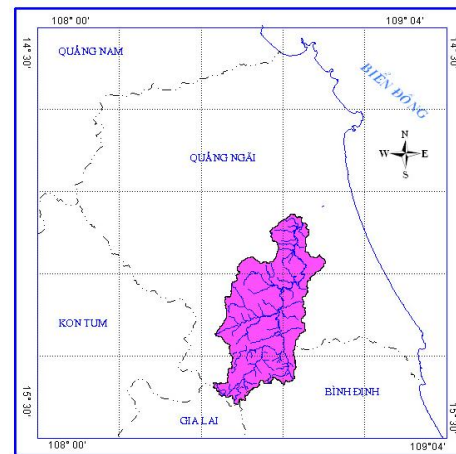 108° 00'
109° 04'
14° 30'
14° 30'
QUẢNG NAM
BIỂN ĐÔNG
N
W
E
S
QUẢNG NGÃI
KON TUM
BÌNH ĐỊNH
GIA LAI
15° 30'
15° 30'
108° 00'
109° 04'